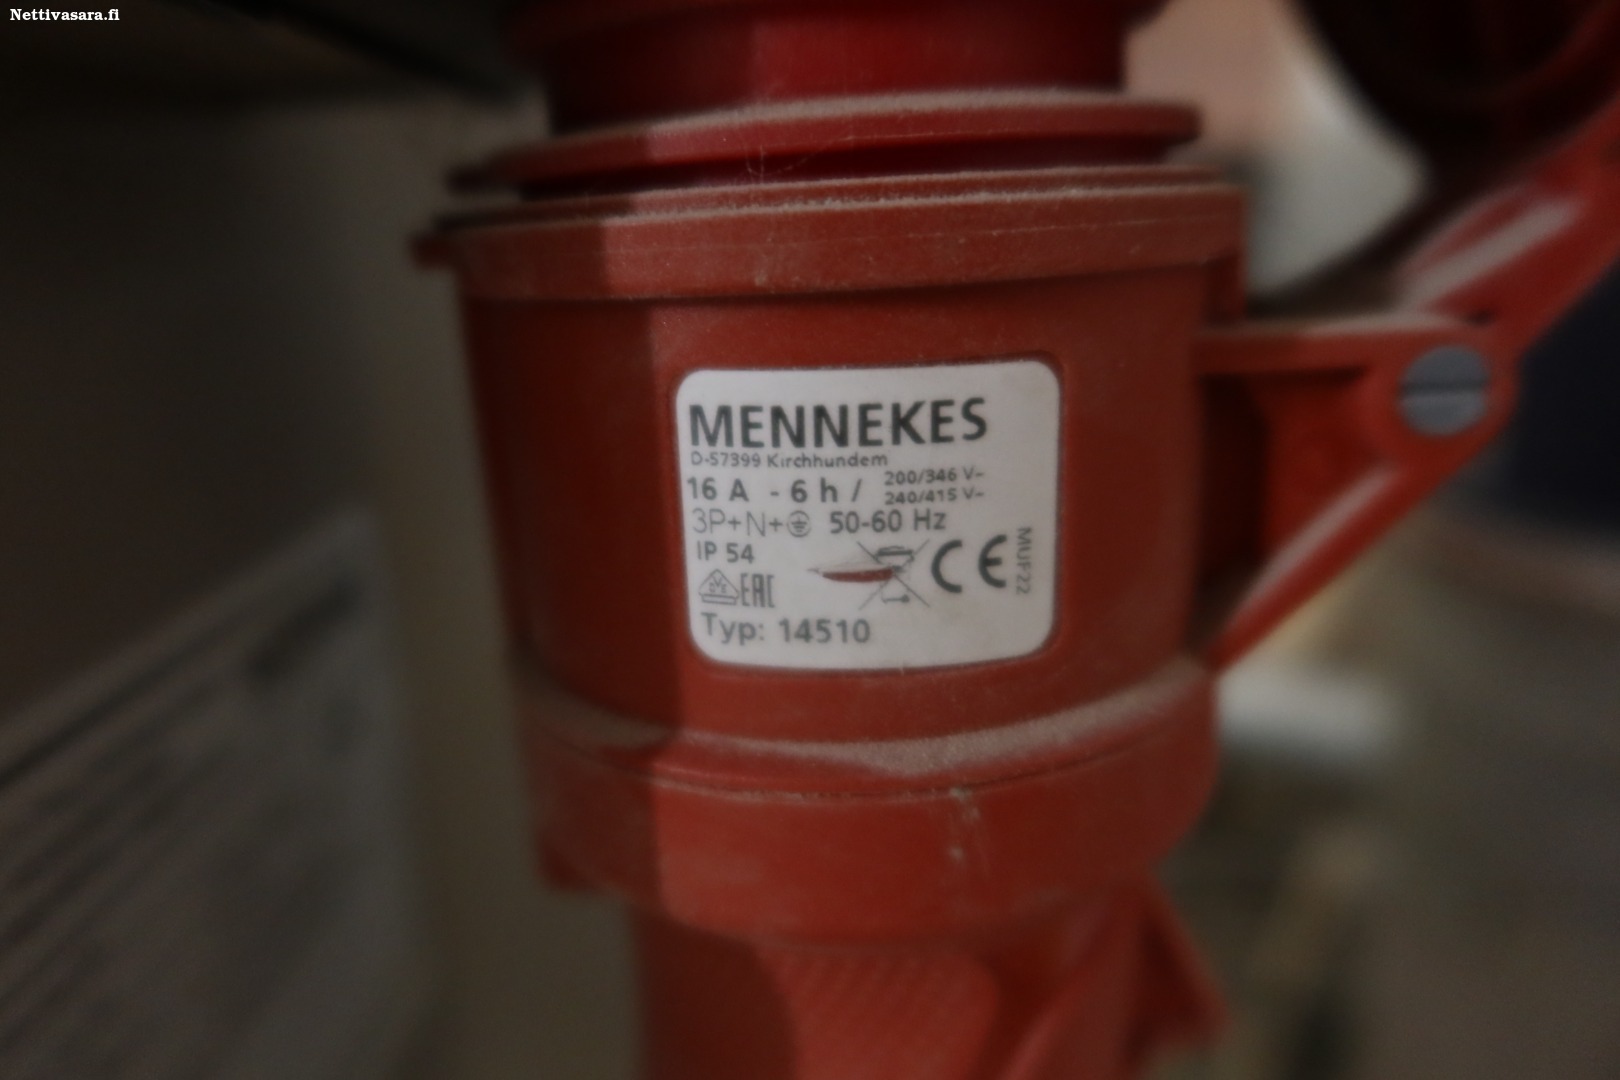 Nettivasara.fi
MENNEKES
D-57399 Kirchhundem
16 A - 6 h / 200/346 V~
240/415 V~
3P+N+⏚ 50-60 Hz
IP 54
CE
MUF22
VDE EAC
Typ: 14510